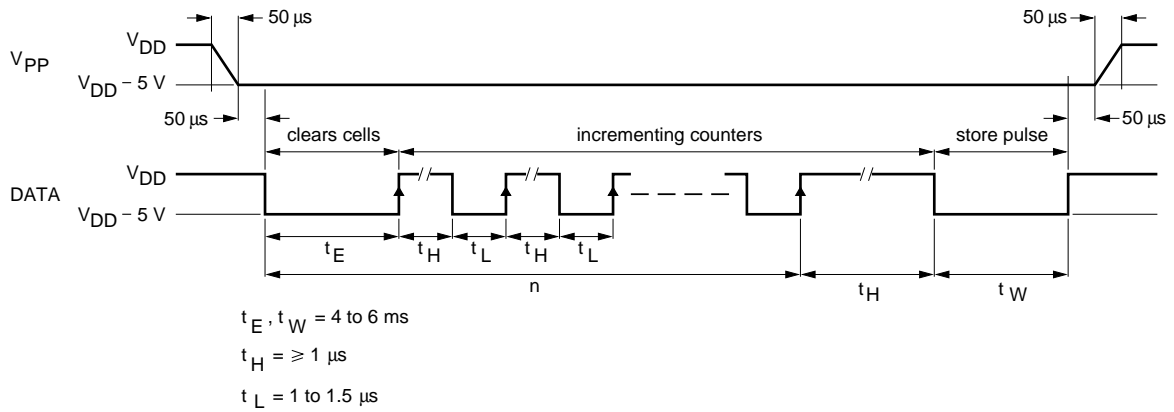 50 µs
50 µs
V_PP
V_DD
V_DD − 5 V
50 µs
50 µs
clears cells
incrementing counters
store pulse
DATA
V_DD
V_DD − 5 V
t_E
t_H
t_L
t_H
t_L
n
t_H
t_W
t_E , t_W = 4 to 6 ms
t_H = ⩾ 1 µs
t_L = 1 to 1.5 µs